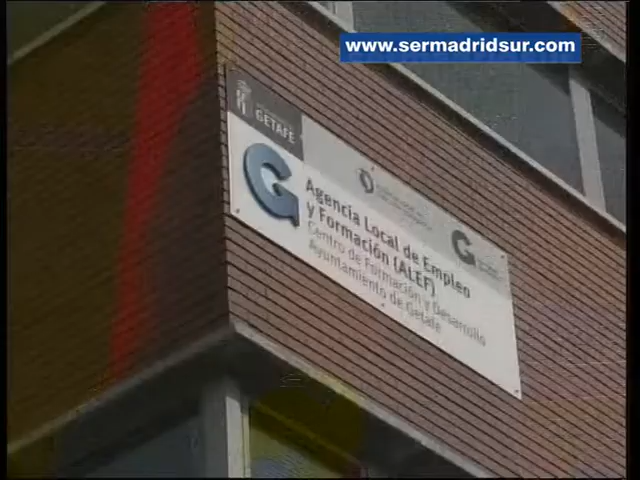 www.sermadridsur.com
GETAFE
G
Agencia Local de Empleo
y Formación (ALEF)
Centro de Formación y Desarrollo
Ayuntamiento de Getafe
G